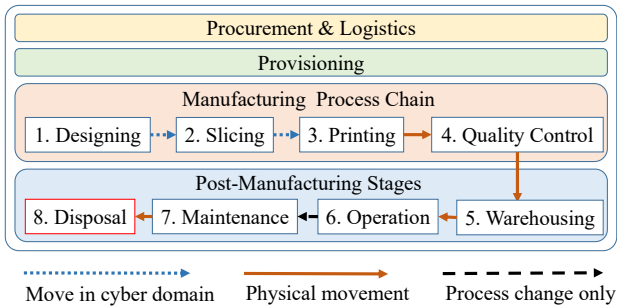 Procurement & Logistics
Provisioning
Manufacturing Process Chain
1. Designing 2. Slicing 3. Printing 4. Quality Control
Post-Manufacturing Stages
8. Disposal 7. Maintenance 6. Operation 5. Warehousing
Move in cyber domain Physical movement Process change only